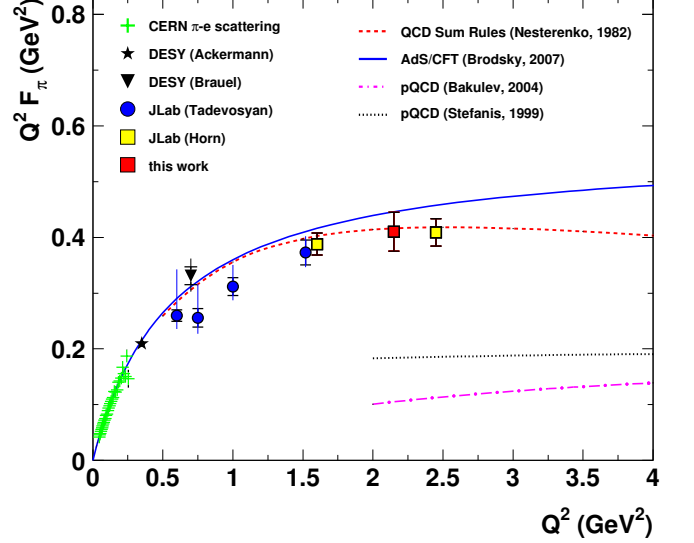 Q² F_π (GeV²)
0.8
0.6
0.4
0.2
0
CERN π-e scattering
DESY (Ackermann)
DESY (Brauel)
JLab (Tadevosyan)
JLab (Horn)
this work
QCD Sum Rules (Nesterenko, 1982)
AdS/CFT (Brodsky, 2007)
pQCD (Bakulev, 2004)
pQCD (Stefanis, 1999)
0 0.5 1 1.5 2 2.5 3 3.5 4
Q² (GeV²)